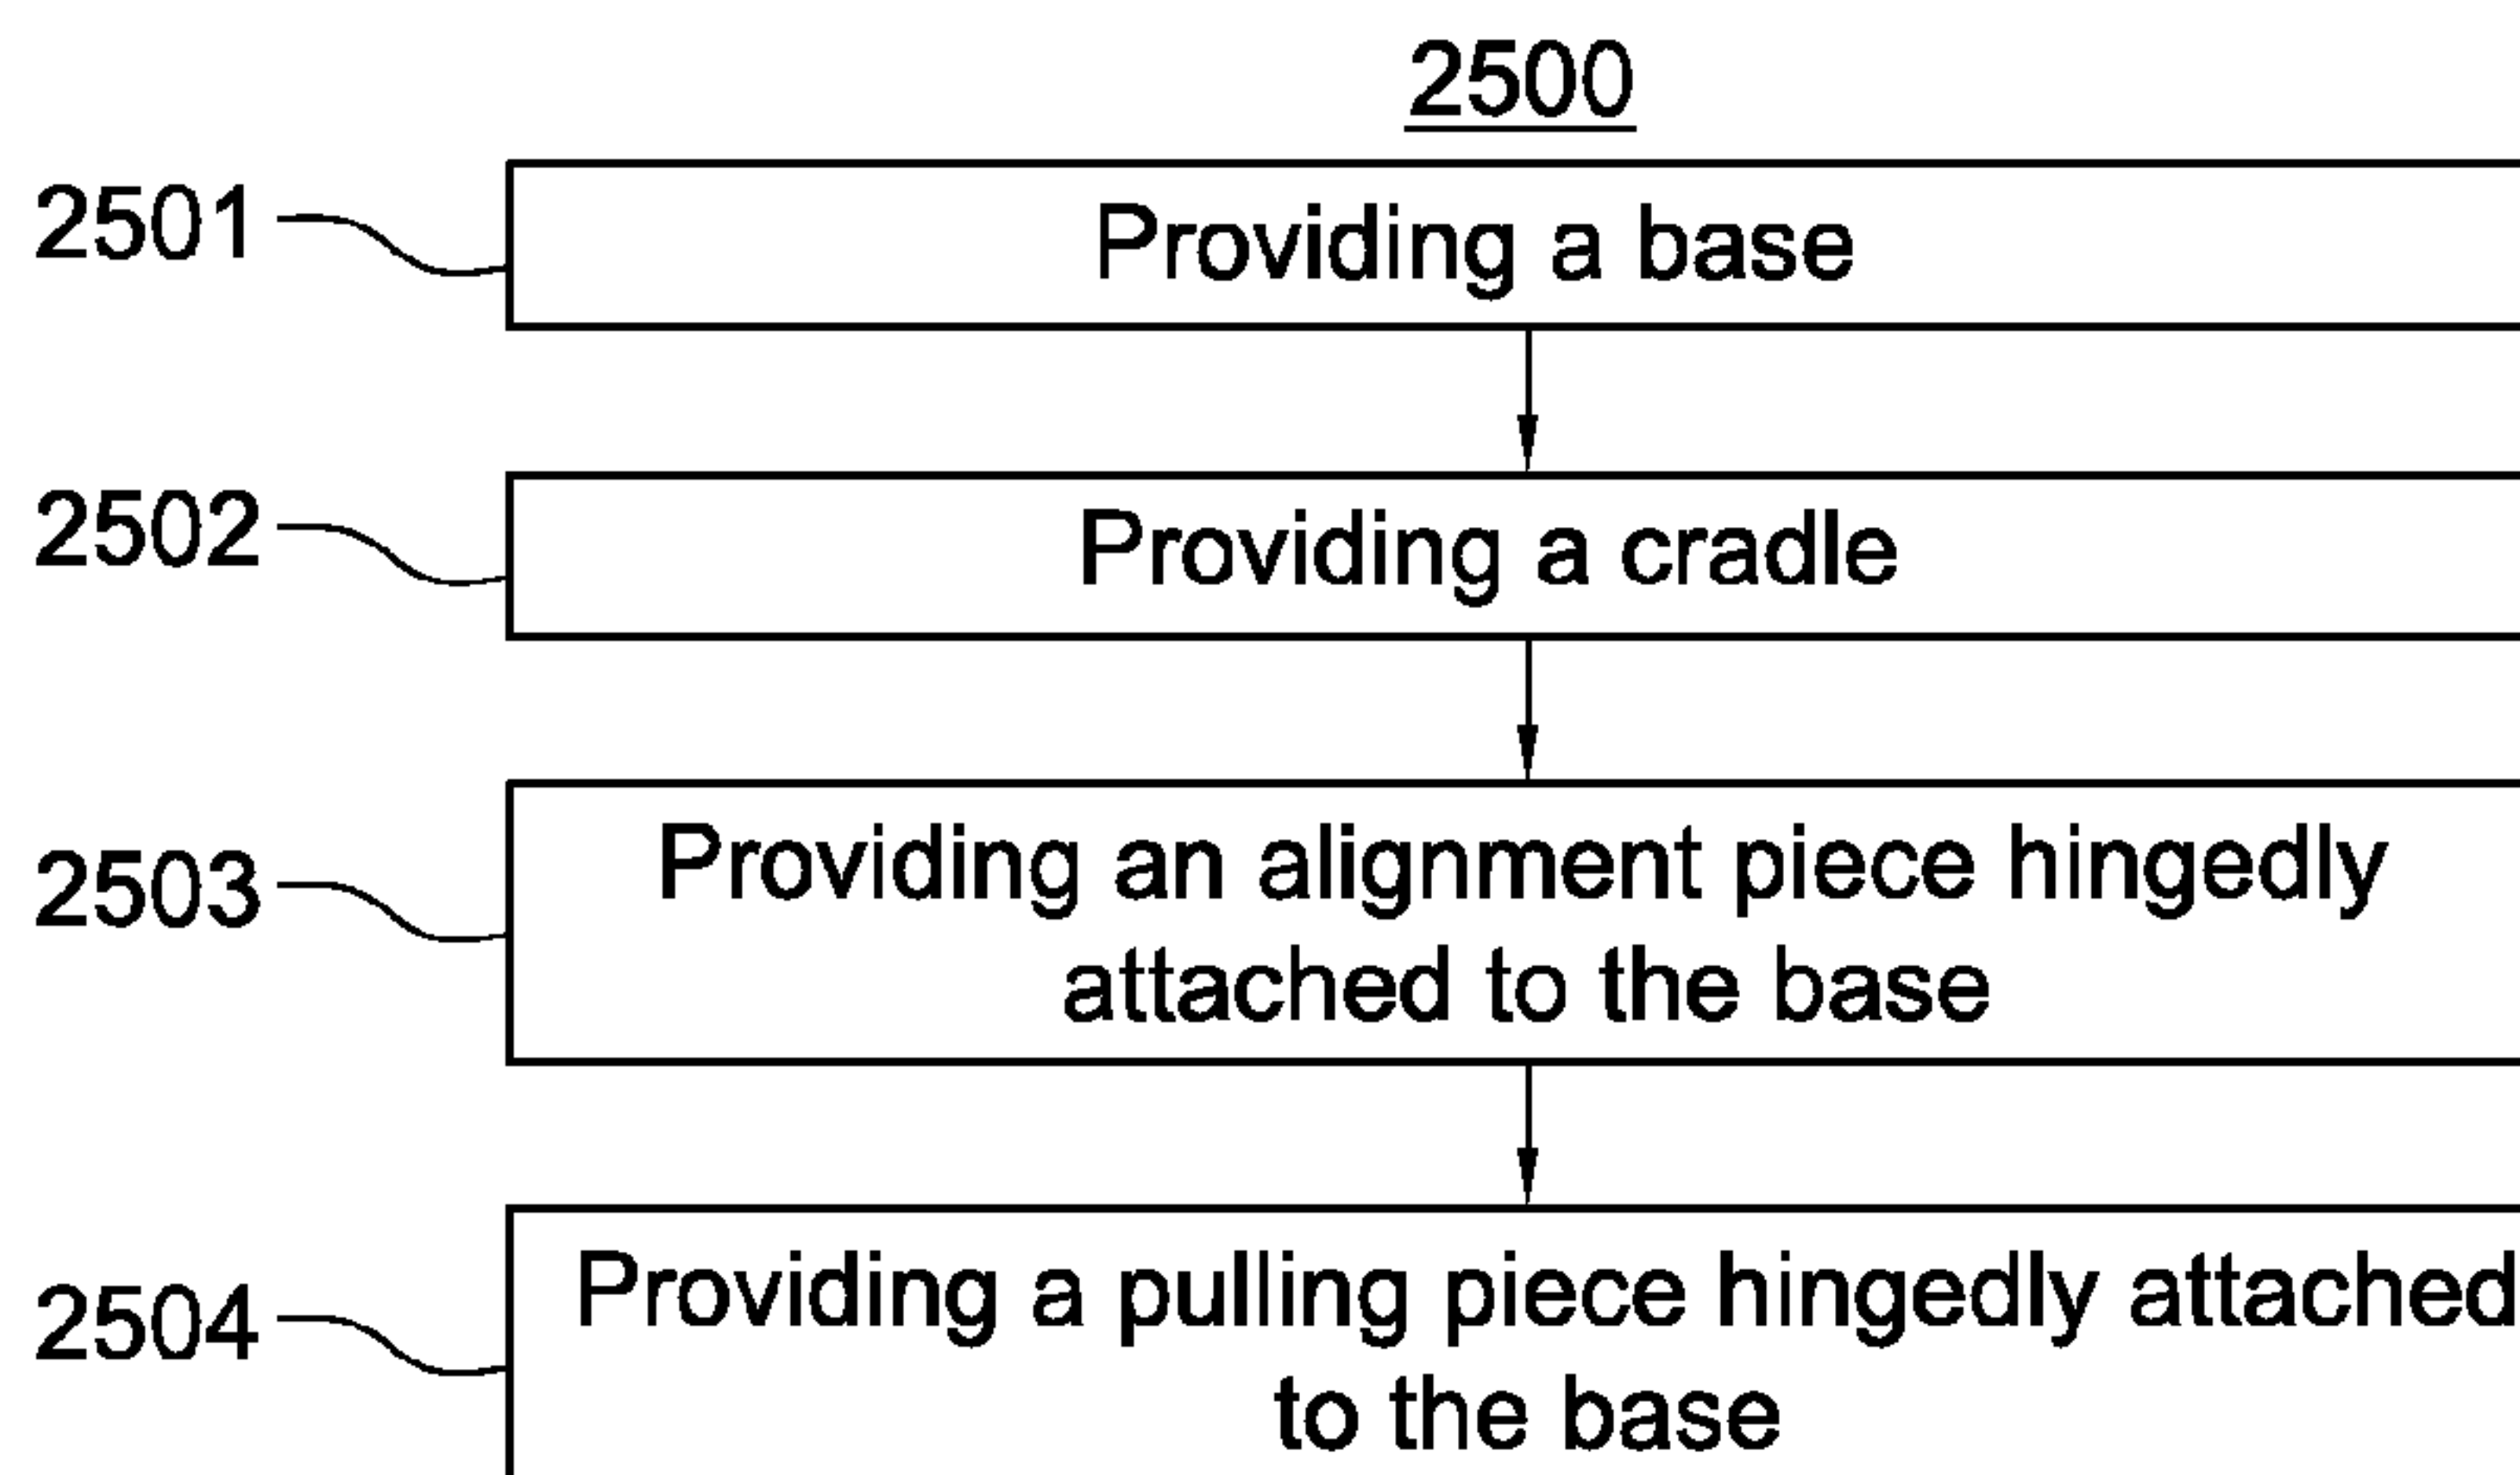 2500
2501
Providing a base
2502
Providing a cradle
2503
Providing an alignment piece hingedly
attached to the base
2504
Providing a pulling piece hingedly attached
to the base